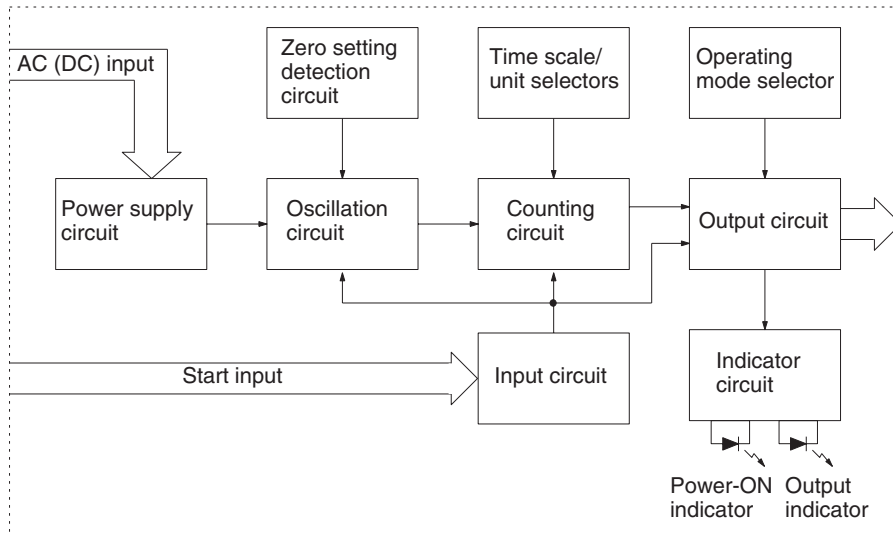 AC (DC) input
Zero setting
detection
circuit
Time scale/
unit selectors
Operating
mode selector
Power supply
circuit
Oscillation
circuit
Counting
circuit
Output circuit
Start input
Input circuit
Indicator
circuit
Power-ON
indicator
Output
indicator